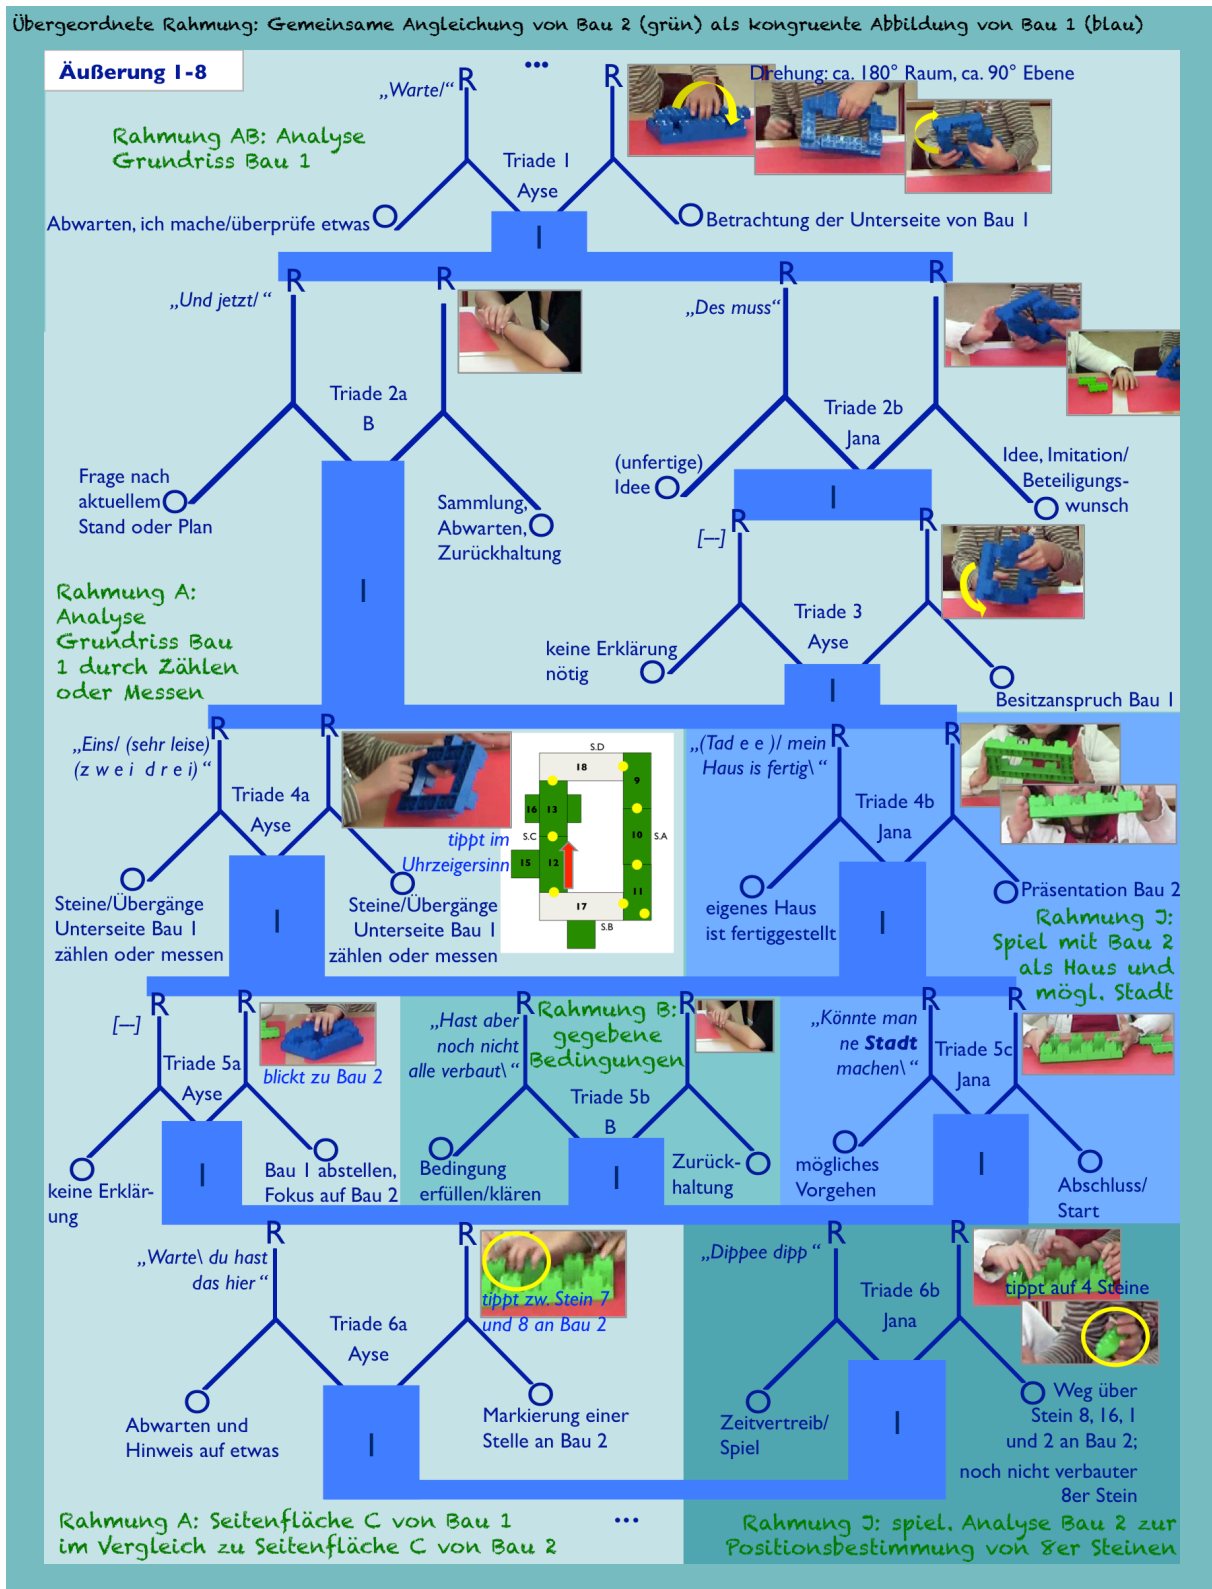 Übergeordnete Rahmung: Gemeinsame Angleichung von Bau 2 (grün) als kongruente Abbildung von Bau 1 (blau)
Äußerung 1-8
...
„Warte/“
R
R
Drehung: ca. 180° Raum, ca. 90° Ebene
Rahmung AB: Analyse
Grundriss Bau 1
Triade 1
Ayse
Abwarten, ich mache/überprüfe etwas
Betrachtung der Unterseite von Bau 1
I
R
R
R
R
„Und jetzt/ “
„Des muss“
Triade 2a
B
Triade 2b
Jana
Frage nach
aktuellem
Stand oder Plan
Sammlung,
Abwarten,
Zurückhaltung
(unfertige)
Idee
Idee, Imitation/
Beteiligungs-
wunsch
I
R
R
[---]
I
Rahmung A:
Analyse
Grundriss Bau
1 durch Zählen
oder Messen
Triade 3
Ayse
keine Erklärung
nötig
Besitzanspruch Bau 1
I
R
R
R
R
„Eins/ (sehr leise)
(z w e i d r e i)“
„(Tad e e )/ mein
Haus is fertig\ “
Triade 4a
Ayse
tippt im
Uhrzeigersinn
S.D
18
9
16
13
S.C
10
S.A
15
12
11
17
S.B
Triade 4b
Jana
Steine/Übergänge
Unterseite Bau 1
zählen oder messen
Steine/Übergänge
Unterseite Bau 1
zählen oder messen
eigenes Haus
ist fertiggestellt
Präsentation Bau 2
I
I
Rahmung J:
Spiel mit Bau 2
als Haus und
mögl. Stadt
R
R
R
R
R
R
[---]
Triade 5a
Ayse
blickt zu Bau 2
„Hast aber
noch nicht
alle verbaut\ “
Rahmung B:
gegebene
Bedingungen
Triade 5b
B
„Könnte man
ne Stadt
machen\ “
Triade 5c
Jana
keine Erklär-
ung
Bau 1 abstellen,
Fokus auf Bau 2
Bedingung
erfüllen/klären
Zurück-
haltung
mögliches
Vorgehen
Abschluss/
Start
I
I
I
R
R
R
R
„Warte\ du hast
das hier “
tippt zw. Stein 7
und 8 an Bau 2
„Dippee dipp “
tippt auf 4 Steine
Triade 6a
Ayse
Triade 6b
Jana
Abwarten und
Hinweis auf etwas
Markierung einer
Stelle an Bau 2
Zeitvertreib/
Spiel
Weg über
Stein 8, 16, 1
und 2 an Bau 2;
noch nicht verbauter
8er Stein
I
I
Rahmung A: Seitenfläche C von Bau 1
im Vergleich zu Seitenfläche C von Bau 2
...
Rahmung J: spiel. Analyse Bau 2 zur
Positionsbestimmung von 8er Steinen